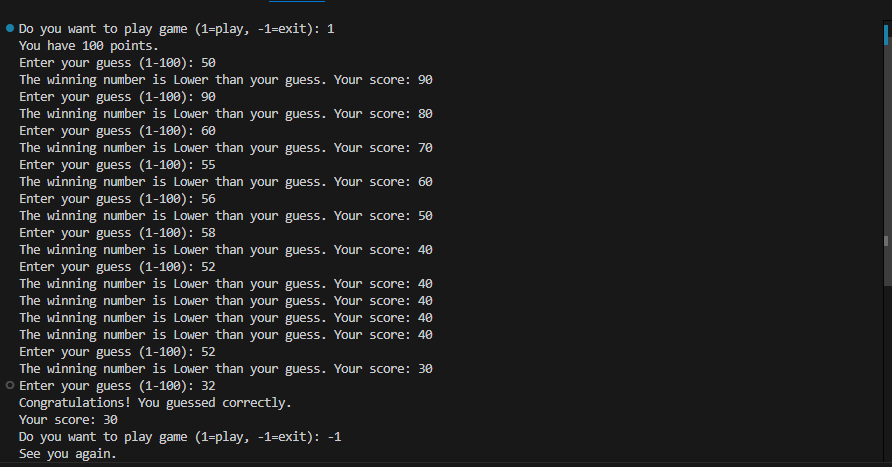 Do you want to play game (1=play, -1=exit): 1
You have 100 points.
Enter your guess (1-100): 50
The winning number is Lower than your guess. Your score: 90
Enter your guess (1-100): 90
The winning number is Lower than your guess. Your score: 80
Enter your guess (1-100): 60
The winning number is Lower than your guess. Your score: 70
Enter your guess (1-100): 55
The winning number is Lower than your guess. Your score: 60
Enter your guess (1-100): 56
The winning number is Lower than your guess. Your score: 50
Enter your guess (1-100): 58
The winning number is Lower than your guess. Your score: 40
Enter your guess (1-100): 52
The winning number is Lower than your guess. Your score: 40
The winning number is Lower than your guess. Your score: 40
The winning number is Lower than your guess. Your score: 40
The winning number is Lower than your guess. Your score: 40
Enter your guess (1-100): 52
The winning number is Lower than your guess. Your score: 30
Enter your guess (1-100): 32
Congratulations! You guessed correctly.
Your score: 30
Do you want to play game (1=play, -1=exit): -1
See you again.